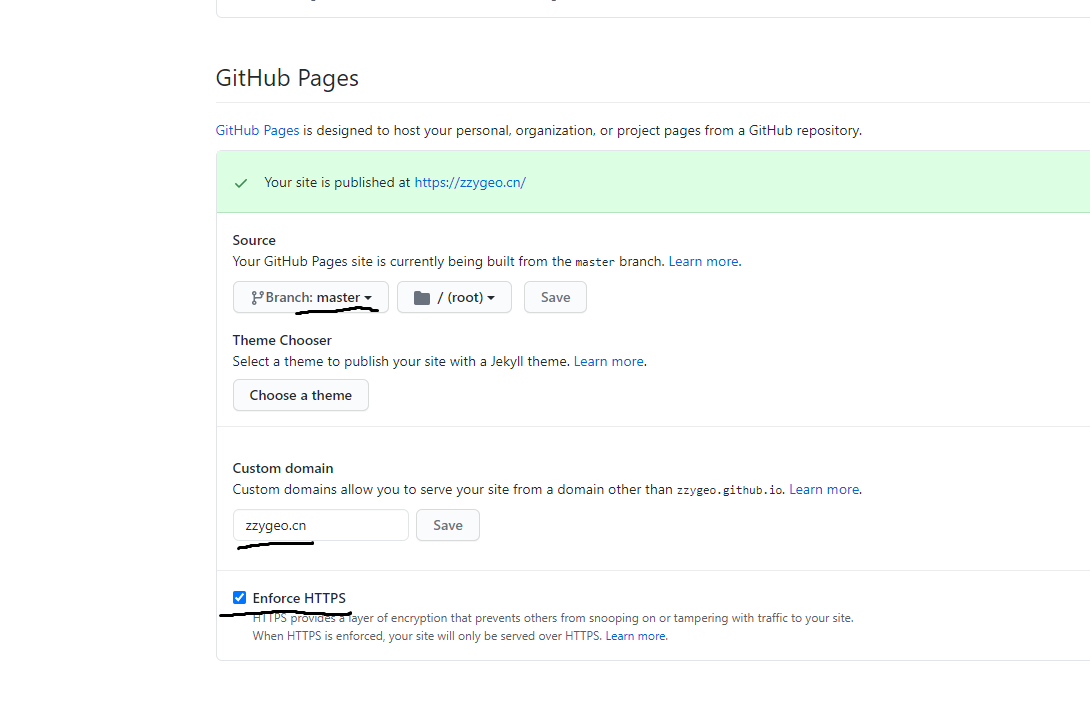 GitHub Pages
GitHub Pages is designed to host your personal, organization, or project pages from a GitHub repository.
Your site is published at https://zzygeo.cn/
Source
Your GitHub Pages site is currently being built from the master branch. Learn more.
Branch: master / (root) Save
Theme Chooser
Select a theme to publish your site with a Jekyll theme. Learn more.
Choose a theme
Custom domain
Custom domains allow you to serve your site from a domain other than zzygeo.github.io. Learn more.
zzygeo.cn Save
Enforce HTTPS
HTTPS provides a layer of encryption that prevents others from snooping on or tampering with traffic to your site.
When HTTPS is enforced, your site will only be served over HTTPS. Learn more.